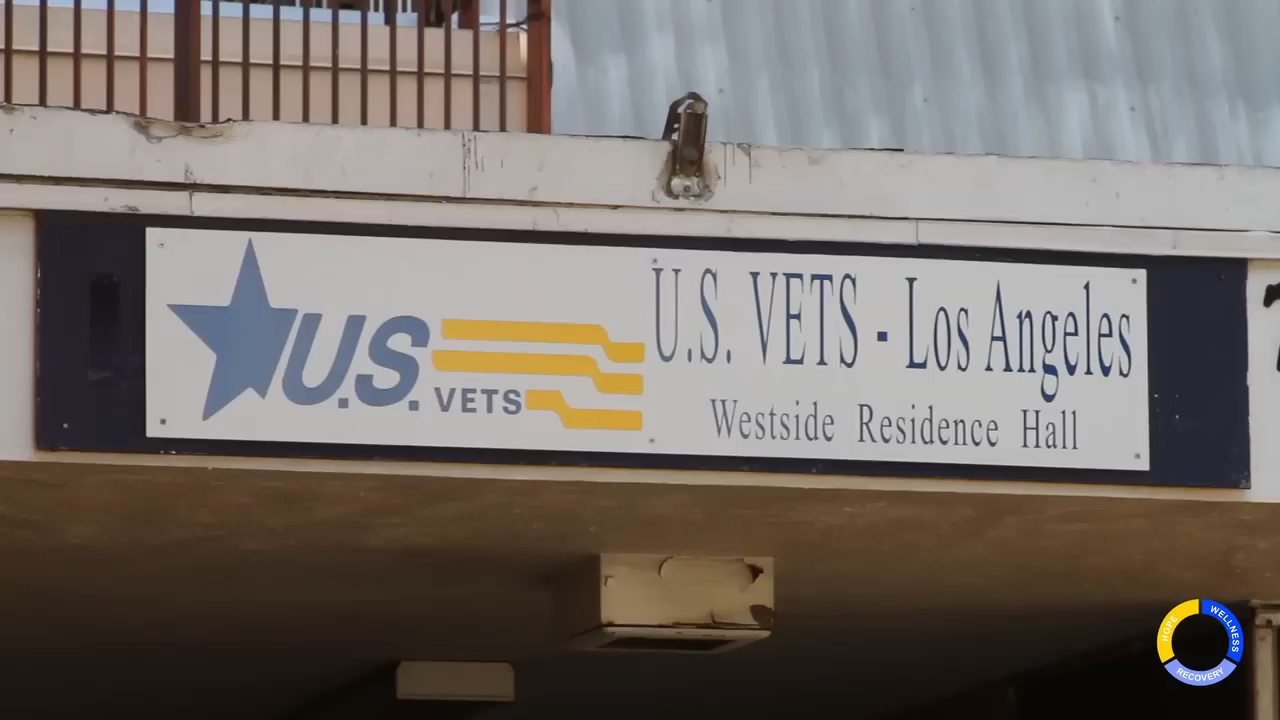 U.S.
VETS
U.S. VETS - Los Angeles
Westside Residence Hall
HOPE
WELLNESS
RECOVERY